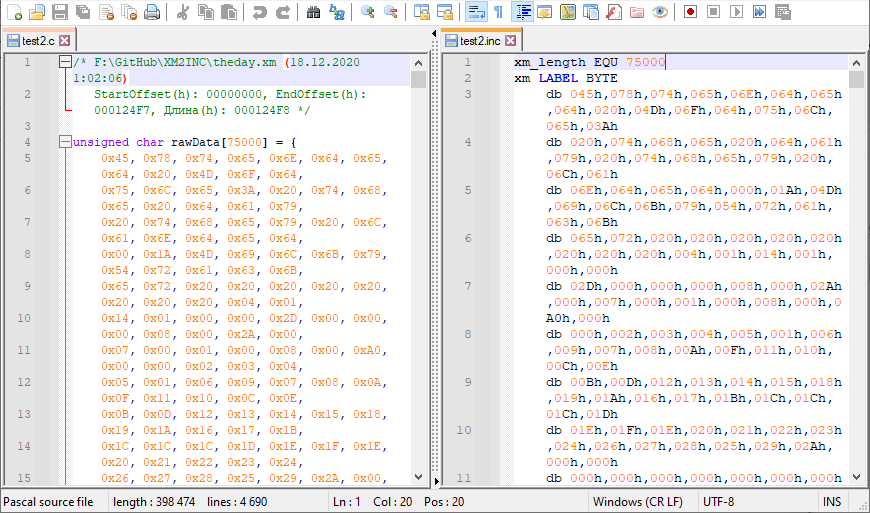 test2.c
test2.inc
1
/* F:\GitHub\XM2INC\theday.xm (18.12.2020
1:02:06)
2
StartOffset(h): 00000000, EndOffset(h):
000124F7, Длина(h): 000124F8 */
3
4
unsigned char rawData[75000] = {
5
0x45, 0x78, 0x74, 0x65, 0x6E, 0x64, 0x65,
0x64, 0x20, 0x4D, 0x6F, 0x64,
6
0x75, 0x6C, 0x65, 0x3A, 0x20, 0x74, 0x68,
0x65, 0x20, 0x64, 0x61, 0x79,
7
0x20, 0x74, 0x68, 0x65, 0x79, 0x20, 0x6C,
0x61, 0x6E, 0x64, 0x65, 0x64,
8
0x00, 0x1A, 0x4D, 0x69, 0x6C, 0x6B, 0x79,
0x54, 0x72, 0x61, 0x63, 0x6B,
9
0x65, 0x72, 0x20, 0x20, 0x20, 0x20, 0x20,
0x20, 0x20, 0x20, 0x04, 0x01,
10
0x14, 0x01, 0x00, 0x00, 0x2D, 0x00, 0x00,
0x00, 0x08, 0x00, 0x2A, 0x00,
11
0x07, 0x00, 0x01, 0x00, 0x08, 0x00, 0xA0,
0x00, 0x00, 0x02, 0x03, 0x04,
12
0x05, 0x01, 0x06, 0x09, 0x07, 0x08, 0x0A,
0x0F, 0x11, 0x10, 0x0C, 0x0E,
13
0x0B, 0x0D, 0x12, 0x13, 0x14, 0x15, 0x18,
0x19, 0x1A, 0x16, 0x17, 0x1B,
14
0x1C, 0x1C, 0x1C, 0x1D, 0x1E, 0x1F, 0x1E,
0x20, 0x21, 0x22, 0x23, 0x24,
15
0x26, 0x27, 0x28, 0x25, 0x29, 0x2A, 0x00,
1
xm_length EQU 75000
2
xm LABEL BYTE
3
db 045h,078h,074h,065h,06Eh,064h,065h
,064h,020h,04Dh,06Fh,064h,075h,06Ch,
065h,03Ah
4
db 020h,074h,068h,065h,020h,064h,061h
,079h,020h,074h,068h,065h,079h,020h,
06Ch,061h
5
db 06Eh,064h,065h,064h,000h,01Ah,04Dh
,069h,06Ch,06Bh,079h,054h,072h,061h,
063h,06Bh
6
db 065h,072h,020h,020h,020h,020h,020h
,020h,020h,020h,004h,001h,014h,001h,
000h,000h
7
db 02Dh,000h,000h,000h,008h,000h,02Ah
,000h,007h,000h,001h,000h,008h,000h,0
A0h,000h
8
db 000h,002h,003h,004h,005h,001h,006h
,009h,007h,008h,00Ah,00Fh,011h,010h,
00Ch,00Eh
9
db 00Bh,00Dh,012h,013h,014h,015h,018h
,019h,01Ah,016h,017h,01Bh,01Ch,01Ch,
01Ch,01Dh
10
db 01Eh,01Fh,01Eh,020h,021h,022h,023h
,024h,026h,027h,028h,025h,029h,02Ah,
000h,000h
11
db 000h,000h,000h,000h,000h,000h,000h
Pascal source file length : 398 474 lines : 4 690 Ln : 1 Col : 20 Pos : 20 Windows (CR LF) UTF-8 INS